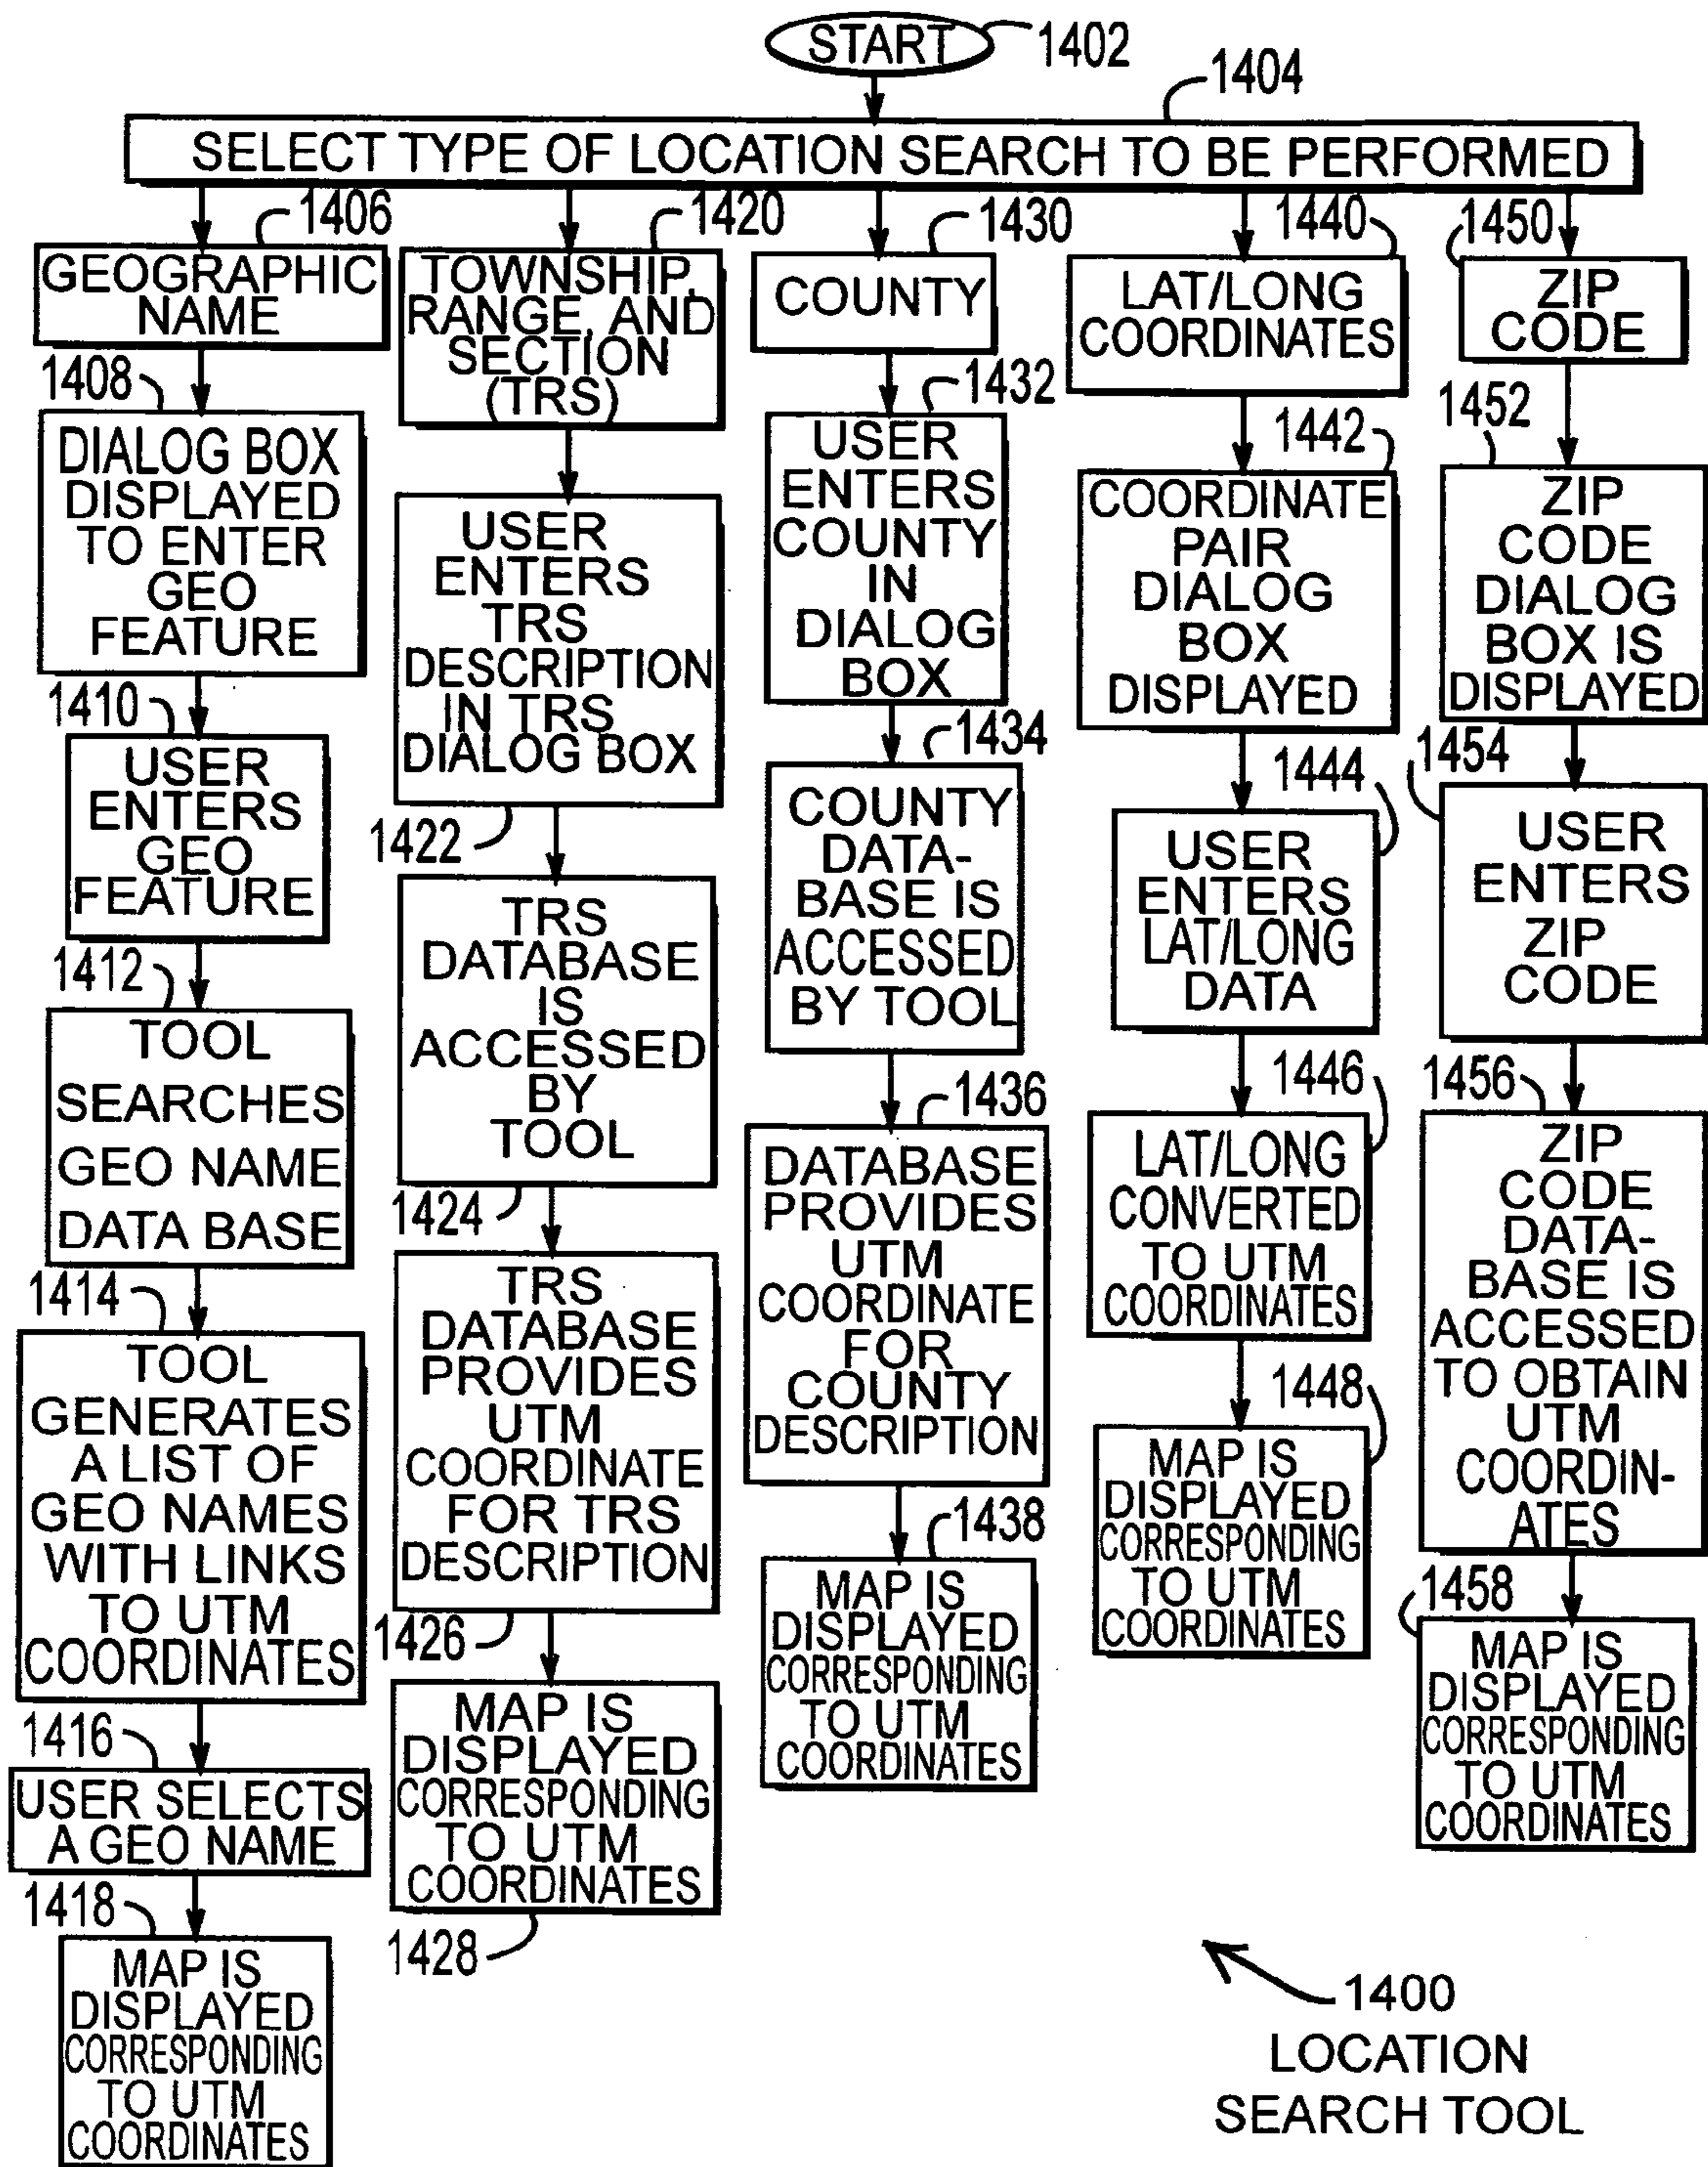 START
1402
1404
SELECT TYPE OF LOCATION SEARCH TO BE PERFORMED
1406
GEOGRAPHIC
NAME
1408
DIALOG BOX
DISPLAYED
TO ENTER
GEO
FEATURE
1410
USER
ENTERS
GEO
FEATURE
1412
TOOL
SEARCHES
GEO NAME
DATA BASE
1414
TOOL
GENERATES
A LIST OF
GEO NAMES
WITH LINKS
TO UTM
COORDINATES
1416
USER SELECTS
A GEO NAME
1418
MAP IS
DISPLAYED
CORRESPONDING
TO UTM
COORDINATES
1420
TOWNSHIP,
RANGE, AND
SECTION
(TRS)
USER
ENTERS
TRS
DESCRIPTION
IN TRS
DIALOG BOX
1422
TRS
DATABASE
IS
ACCESSED
BY
TOOL
1424
TRS
DATABASE
PROVIDES
UTM
COORDINATE
FOR TRS
DESCRIPTION
1426
MAP IS
DISPLAYED
CORRESPONDING
TO UTM
COORDINATES
1428
1430
COUNTY
1432
USER
ENTERS
COUNTY
IN
DIALOG
BOX
1434
COUNTY
DATA-
BASE IS
ACCESSED
BY TOOL
1436
DATABASE
PROVIDES
UTM
COORDINATE
FOR
COUNTY
DESCRIPTION
1438
MAP IS
DISPLAYED
CORRESPONDING
TO UTM
COORDINATES
1440
LAT/LONG
COORDINATES
1442
COORDINATE
PAIR
DIALOG
BOX
DISPLAYED
1444
USER
ENTERS
LAT/LONG
DATA
1446
LAT/LONG
CONVERTED
TO UTM
COORDINATES
1448
MAP IS
DISPLAYED
CORRESPONDING
TO UTM
COORDINATES
1450
ZIP
CODE
1452
ZIP
CODE
DIALOG
BOX IS
DISPLAYED
1454
USER
ENTERS
ZIP
CODE
1456
ZIP
CODE
DATA-
BASE IS
ACCESSED
TO OBTAIN
UTM
COORDIN-
ATES
1458
MAP IS
DISPLAYED
CORRESPONDING
TO UTM
COORDINATES
1400
LOCATION
SEARCH TOOL